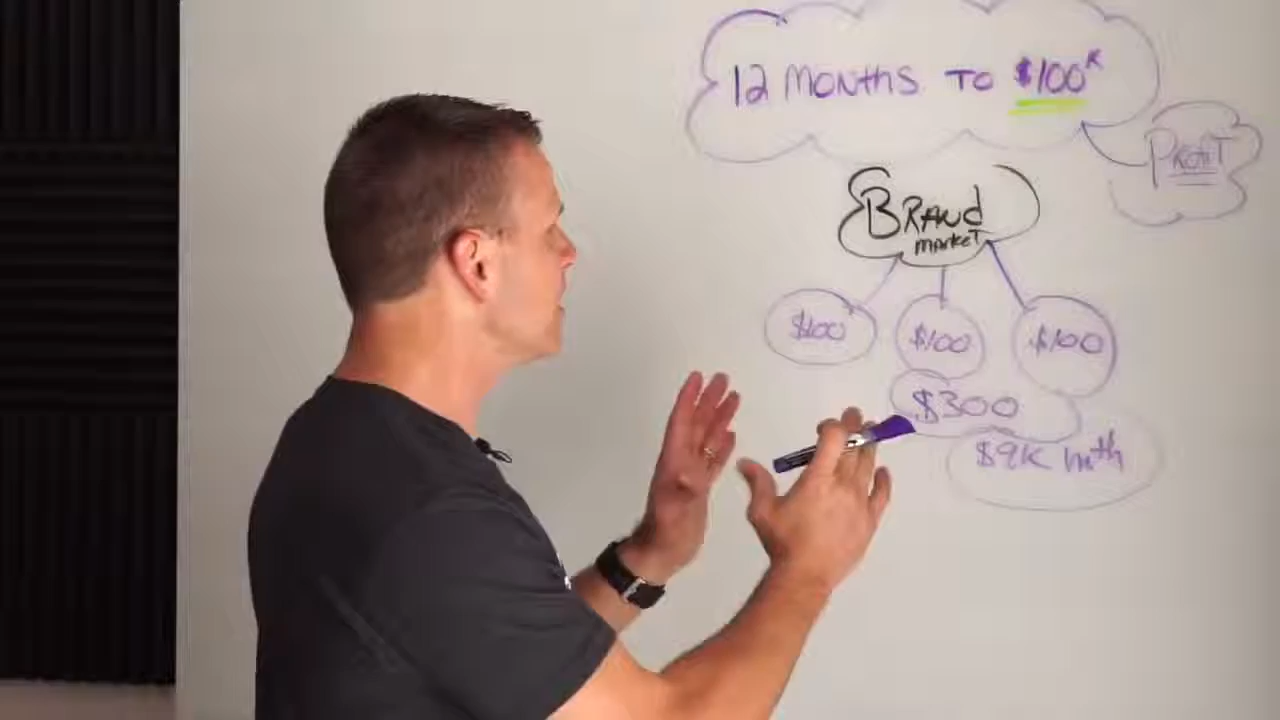 12 MONTHS TO $100K
PROFIT
BRAND
MARKET
$100 $100 $100
$300
$9K mth